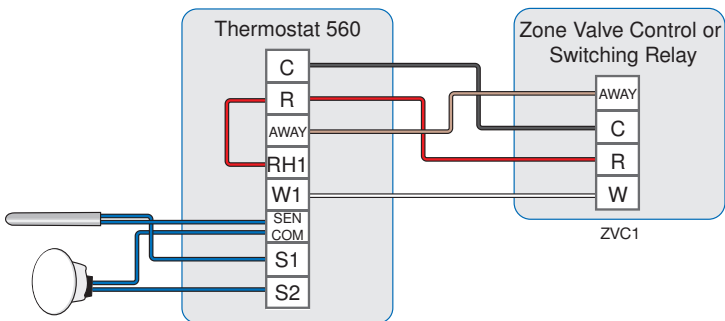 Thermostat 560
C
R
AWAY
RH1
W1
SEN
COM
S1
S2
Zone Valve Control or
Switching Relay
AWAY
C
R
W
ZVC1